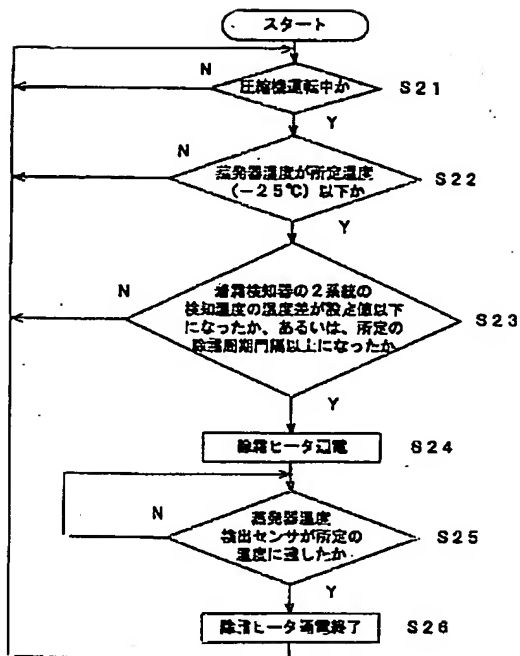 スタート
N
圧縮機運転中か
S21
Y
N
蒸発器温度が所定温度
(−25℃)以下か
S22
Y
N
着霜検知器の2系統の
検知温度の温度差が設定値以下
になったか、あるいは、所定の
除霜周期間隔以上になったか
S23
Y
除霜ヒータ通電
S24
N
蒸発器温度
検出センサが所定の
温度に達したか
S25
Y
除霜ヒータ通電終了
S26